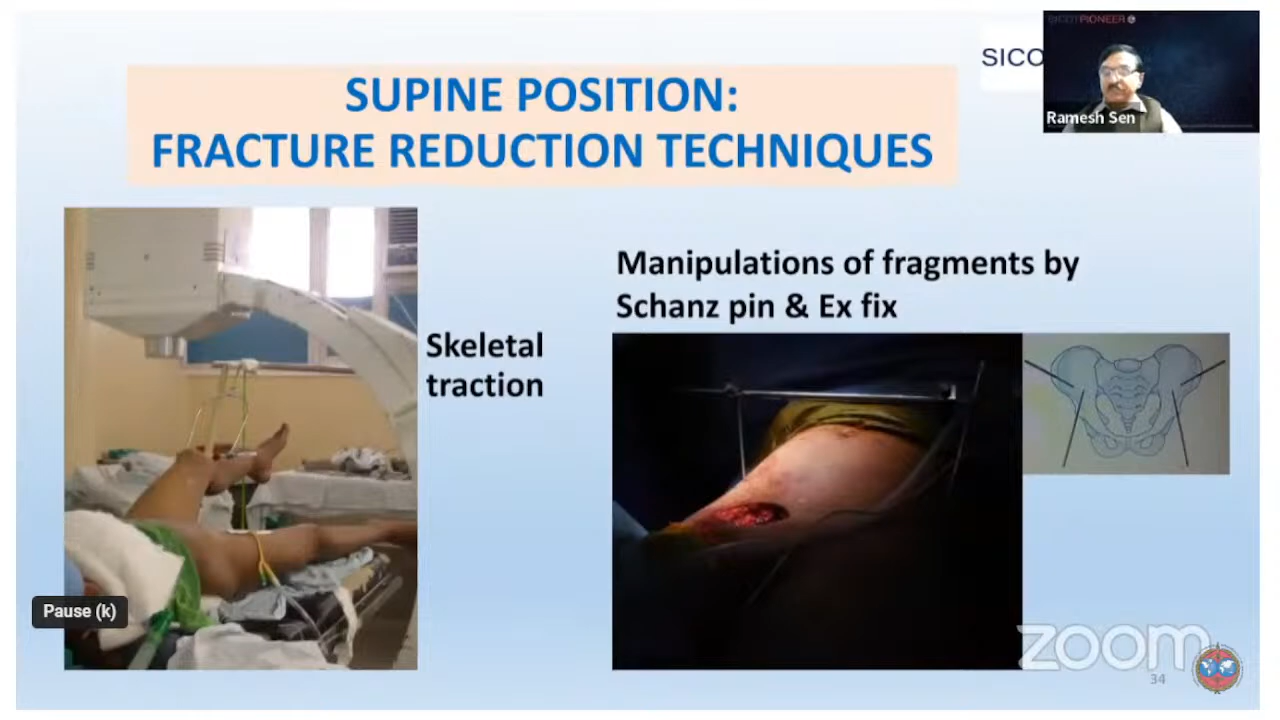 SICOTPIONEER
SICO
Ramesh Sen
SUPINE POSITION:
FRACTURE REDUCTION TECHNIQUES
Manipulations of fragments by
Schanz pin & Ex fix
Skeletal
traction
Pause (k)
zoom
34